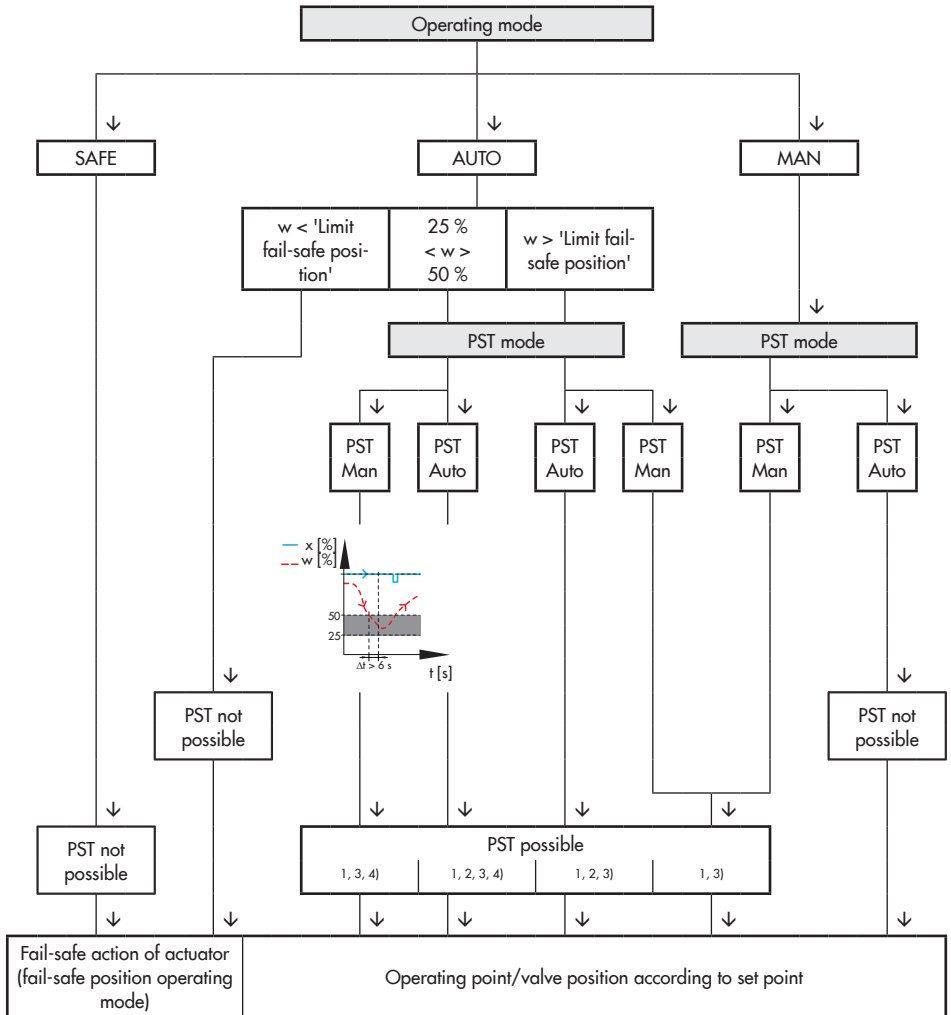 Operating mode
SAFE
AUTO
MAN
w < 'Limit
fail-safe posi-
tion'
25 %
< w >
50 %
w > 'Limit fail-
safe position'
PST mode
PST mode
PST
Man
PST
Auto
PST
Auto
PST
Man
PST
Man
PST
Auto
x [%]
w [%]
50
25
Δt > 6 s
t [s]
PST not
possible
PST not
possible
PST not
possible
PST possible
1, 3, 4)
1, 2, 3, 4)
1, 2, 3)
1, 3)
Fail-safe action of actuator
(fail-safe position operating
mode)
Operating point/valve position according to set point